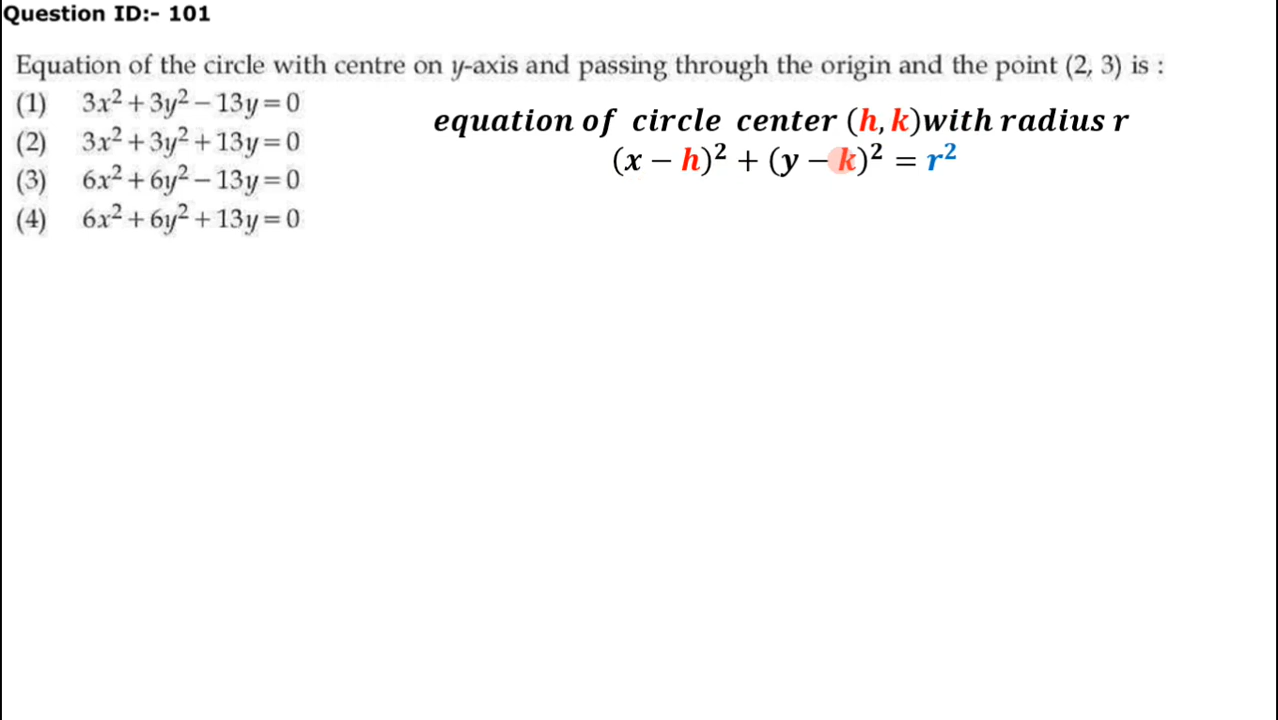 Question ID:- 101
Equation of the circle with centre on y-axis and passing through the origin and the point (2, 3) is :
(1) 3x² + 3y² – 13y = 0
(2) 3x² + 3y² + 13y = 0
(3) 6x² + 6y² – 13y = 0
(4) 6x² + 6y² + 13y = 0
equation of circle center (h, k)with radius r
(x – h)² + (y – k)² = r²